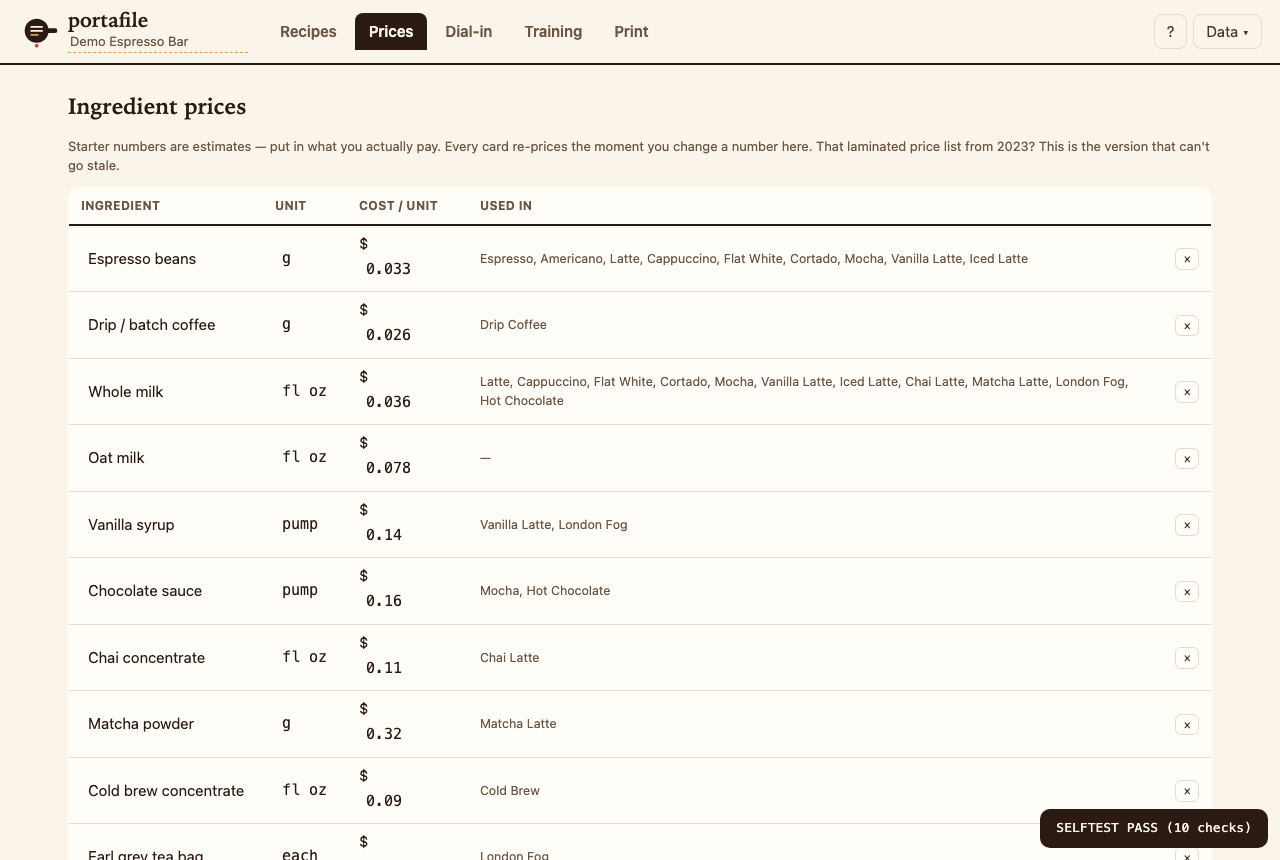 portafile
Demo Espresso Bar
Recipes
Prices
Dial-in
Training
Print
?
Data ▾
Ingredient prices
Starter numbers are estimates — put in what you actually pay. Every card re-prices the moment you change a number here. That laminated price list from 2023? This is the version that can't
go stale.
INGREDIENT UNIT COST / UNIT USED IN
Espresso beans g $ 0.033 Espresso, Americano, Latte, Cappuccino, Flat White, Cortado, Mocha, Vanilla Latte, Iced Latte ×
Drip / batch coffee g $ 0.026 Drip Coffee ×
Whole milk fl oz $ 0.036 Latte, Cappuccino, Flat White, Cortado, Mocha, Vanilla Latte, Iced Latte, Chai Latte, Matcha Latte, London Fog,
Hot Chocolate ×
Oat milk fl oz $ 0.078 — ×
Vanilla syrup pump $ 0.14 Vanilla Latte, London Fog ×
Chocolate sauce pump $ 0.16 Mocha, Hot Chocolate ×
Chai concentrate fl oz $ 0.11 Chai Latte ×
Matcha powder g $ 0.32 Matcha Latte ×
Cold brew concentrate fl oz $ 0.09 Cold Brew ×
Earl grey tea bag each $ London Fog ×
SELFTEST PASS (10 checks)